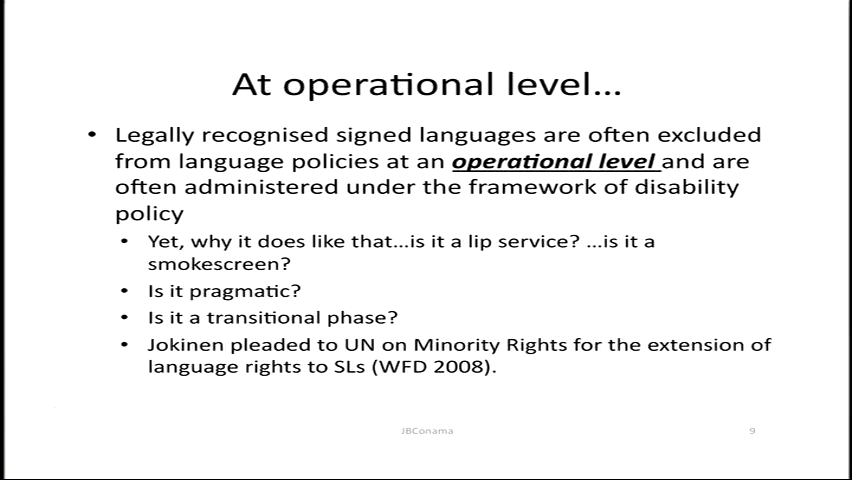 At operational level...
• Legally recognised signed languages are often excluded
from language policies at an operational level and are
often administered under the framework of disability
policy
• Yet, why it does like that...is it a lip service? ...is it a
smokescreen?
• Is it pragmatic?
• Is it a transitional phase?
• Jokinen pleaded to UN on Minority Rights for the extension of
language rights to SLs (WFD 2008).
JBConama
9